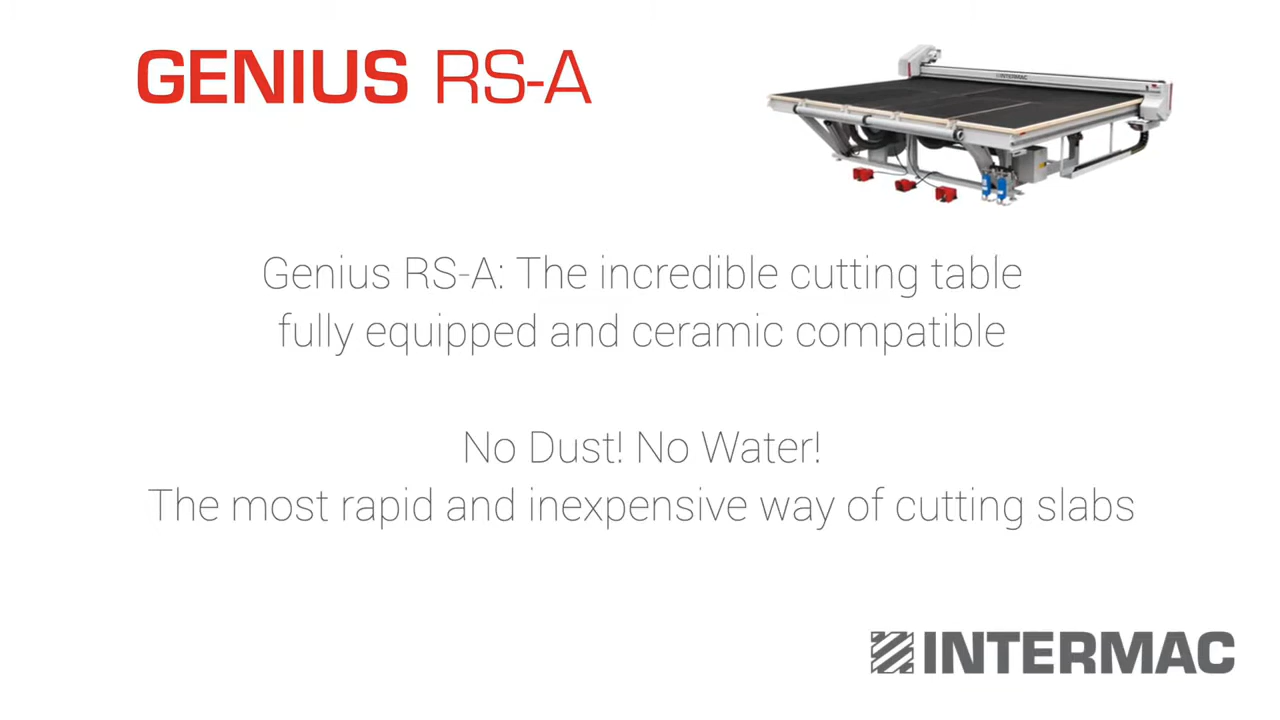 GENIUS RS-A
INTERMAC
Genius RS-A: The incredible cutting table
fully equipped and ceramic compatible
No Dust! No Water!
The most rapid and inexpensive way of cutting slabs
INTERMAC